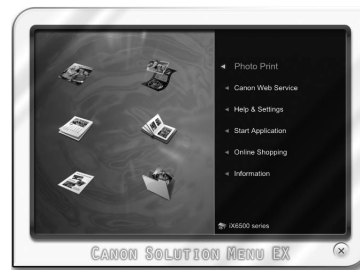 Photo Print
Canon Web Service
Help & Settings
Start Application
Online Shopping
Information
iX6500 series
CANON SOLUTION MENU EX